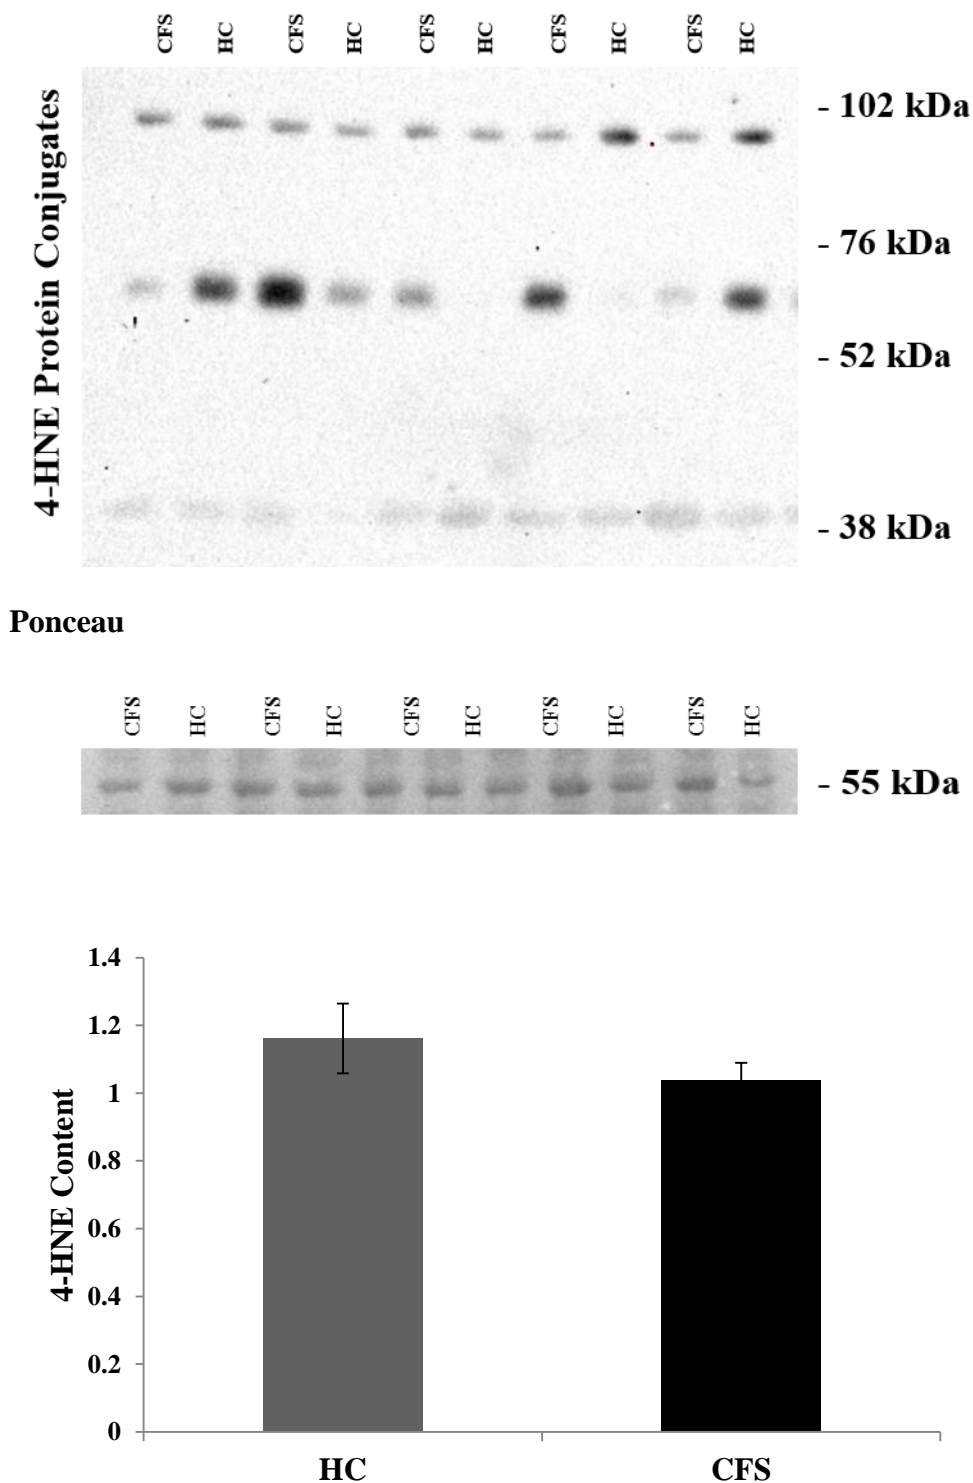 CFS HC CFS HC CFS HC CFS HC CFS HC
4-HNE Protein Conjugates
- 102 kDa
- 76 kDa
- 52 kDa
- 38 kDa
Ponceau
CFS HC CFS HC CFS HC CFS HC CFS HC
- 55 kDa
4-HNE Content
1.4
1.2
1
0.8
0.6
0.4
0.2
0
HC CFS